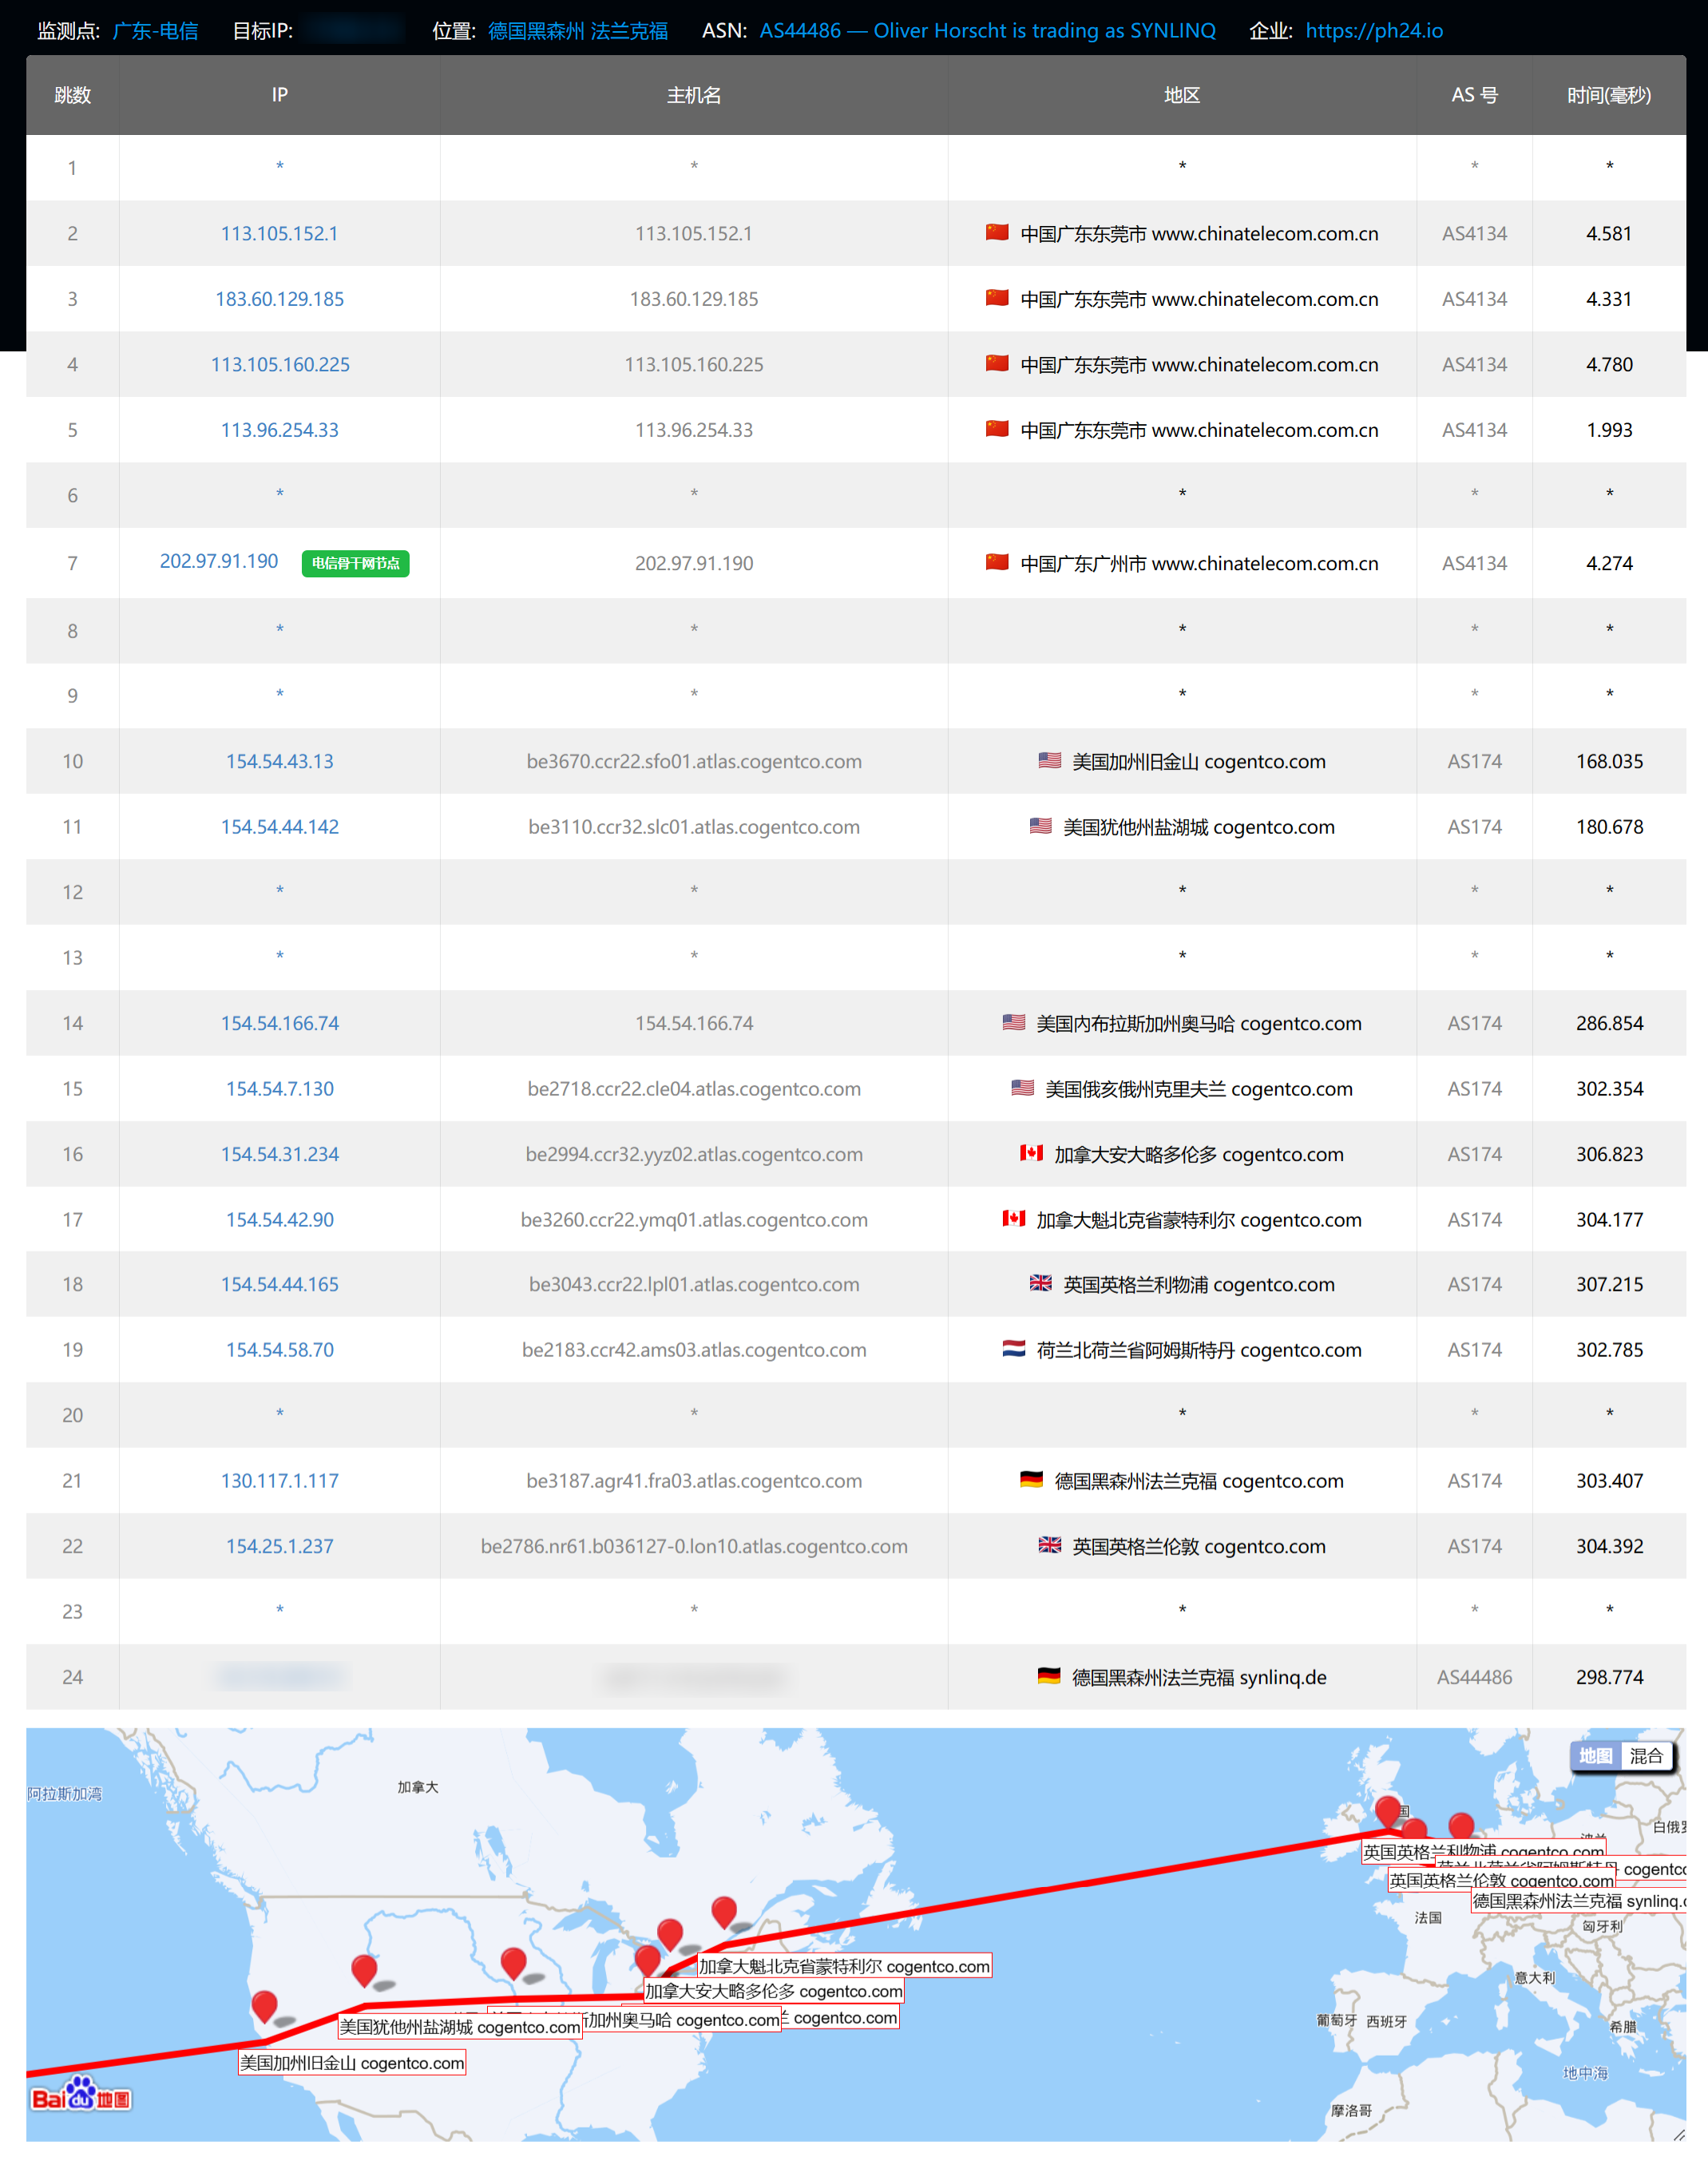 监测点: 广东-电信 目标IP: 位置: 德国黑森州 法兰克福 ASN: AS44486 — Oliver Horscht is trading as SYNLINQ 企业: https://ph24.io
跳数 IP 主机名 地区 AS 号 时间(毫秒)
1 * * * * *
2 113.105.152.1 113.105.152.1 中国广东东莞市 www.chinatelecom.com.cn AS4134 4.581
3 183.60.129.185 183.60.129.185 中国广东东莞市 www.chinatelecom.com.cn AS4134 4.331
4 113.105.160.225 113.105.160.225 中国广东东莞市 www.chinatelecom.com.cn AS4134 4.780
5 113.96.254.33 113.96.254.33 中国广东东莞市 www.chinatelecom.com.cn AS4134 1.993
6 * * * * *
7 202.97.91.190 电信骨干网节点 202.97.91.190 中国广东广州市 www.chinatelecom.com.cn AS4134 4.274
8 * * * * *
9 * * * * *
10 154.54.43.13 be3670.ccr22.sfo01.atlas.cogentco.com 美国加州旧金山 cogentco.com AS174 168.035
11 154.54.44.142 be3110.ccr32.slc01.atlas.cogentco.com 美国犹他州盐湖城 cogentco.com AS174 180.678
12 * * * * *
13 * * * * *
14 154.54.166.74 154.54.166.74 美国内布拉斯加州奥马哈 cogentco.com AS174 286.854
15 154.54.7.130 be2718.ccr22.cle04.atlas.cogentco.com 美国俄亥俄州克里夫兰 cogentco.com AS174 302.354
16 154.54.31.234 be2994.ccr32.yyz02.atlas.cogentco.com 加拿大安大略多伦多 cogentco.com AS174 306.823
17 154.54.42.90 be3260.ccr22.ymq01.atlas.cogentco.com 加拿大魁北克省蒙特利尔 cogentco.com AS174 304.177
18 154.54.44.165 be3043.ccr22.lpl01.atlas.cogentco.com 英国英格兰利物浦 cogentco.com AS174 307.215
19 154.54.58.70 be2183.ccr42.ams03.atlas.cogentco.com 荷兰北荷兰省阿姆斯特丹 cogentco.com AS174 302.785
20 * * * * *
21 130.117.1.117 be3187.agr41.fra03.atlas.cogentco.com 德国黑森州法兰克福 cogentco.com AS174 303.407
22 154.25.1.237 be2786.nr61.b036127-0.lon10.atlas.cogentco.com 英国英格兰伦敦 cogentco.com AS174 304.392
23 * * * * *
24 德国黑森州法兰克福 synlinq.de AS44486 298.774
地图 混合
阿拉斯加湾
加拿大
国
白俄罗
英国英格兰利物浦 cogentco.com
荷兰北荷兰省阿姆斯特丹 cogentc
英国英格兰伦敦 cogentco.com
德国黑森州法兰克福 synlinq.
法国
匈牙利
加拿大魁北克省蒙特利尔 cogentco.com
意大利
加拿大安大略多伦多 cogentco.com
加州奥马哈 cogentco.com
兰 cogentco.com
美国犹他州盐湖城 cogentco.com
葡萄牙 西班牙
希腊
美国加州旧金山 cogentco.com
地中海
Bai du 地图
摩洛哥